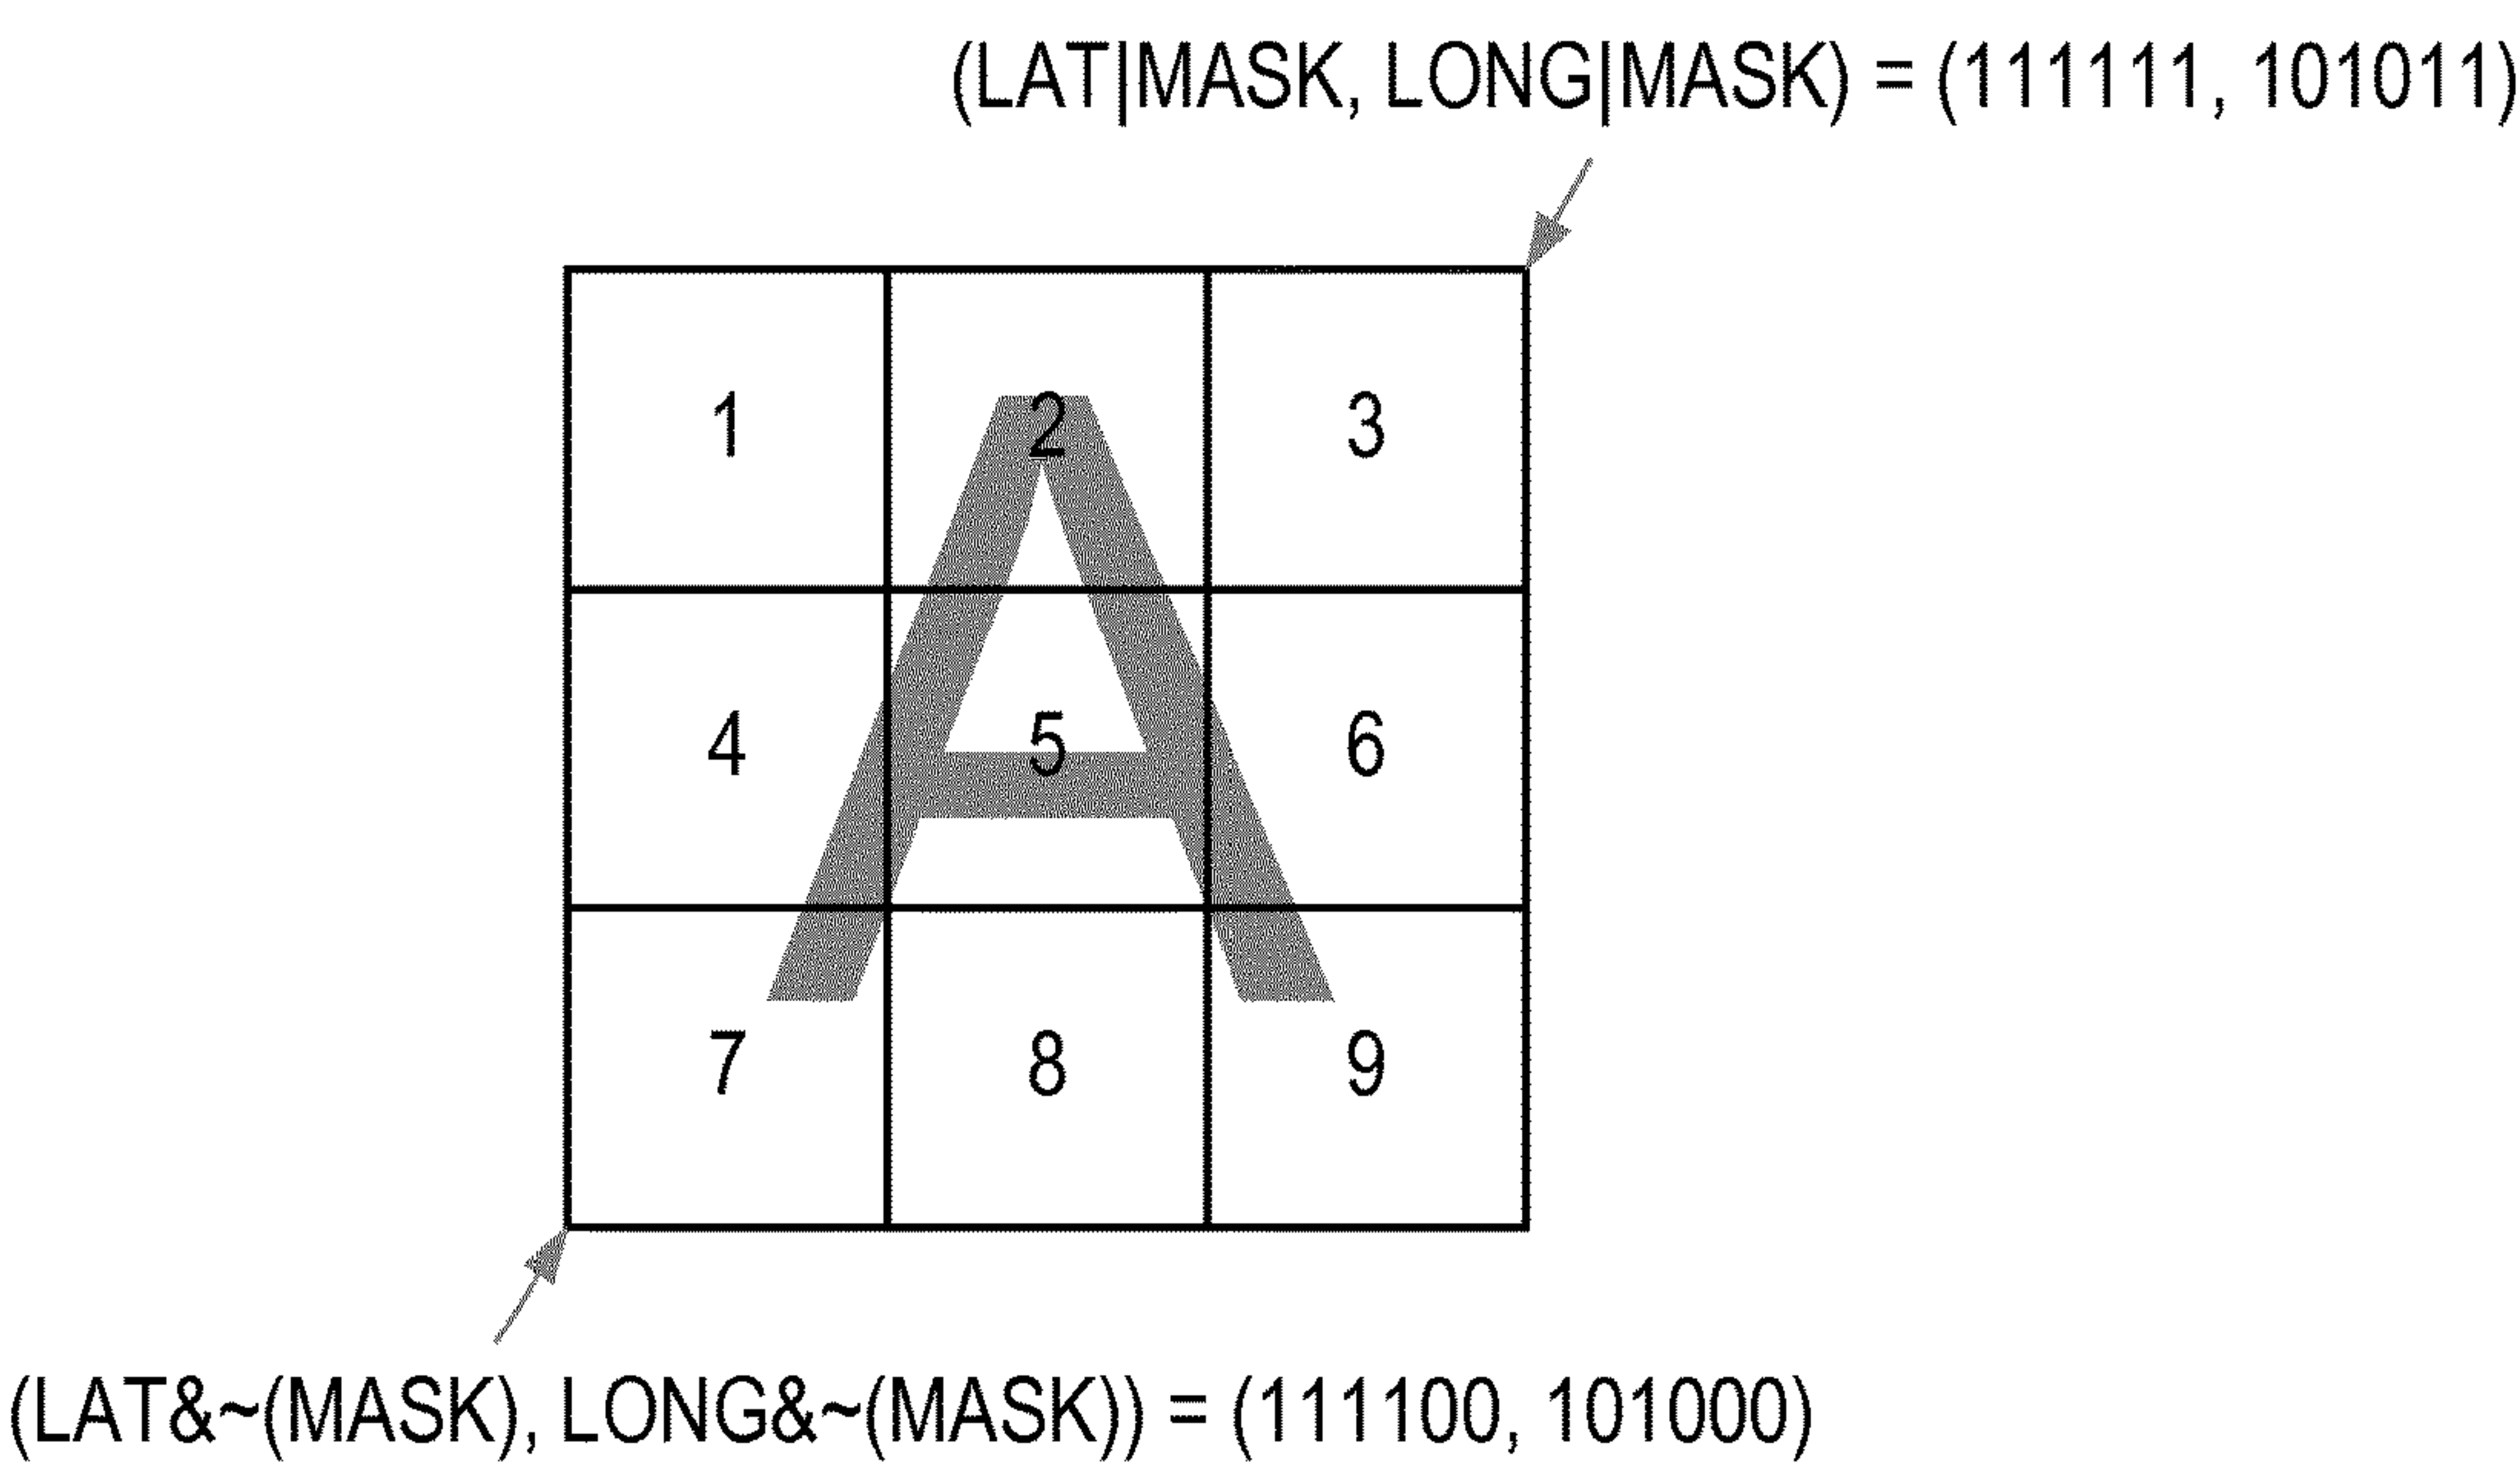 (LAT|MASK, LONG|MASK) = (111111, 101011)
1 2 3
A
4 5 6
7 8 9
(LAT&~(MASK), LONG&~(MASK)) = (111100, 101000)